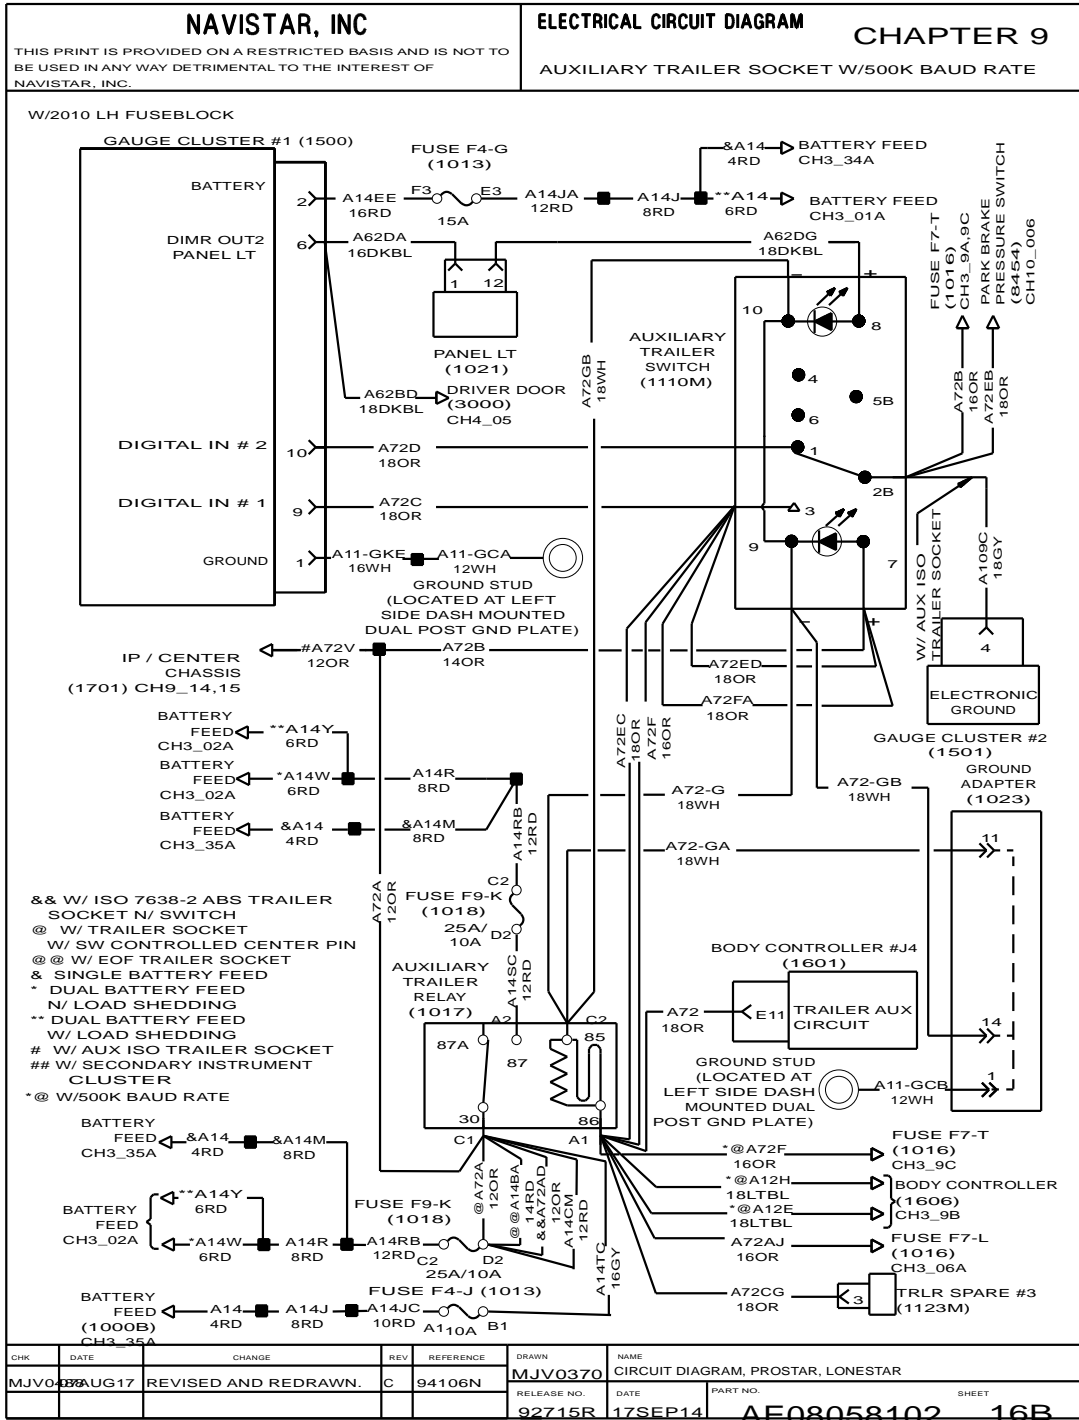 NAVISTAR, INC
THIS PRINT IS PROVIDED ON A RESTRICTED BASIS AND IS NOT TO
BE USED IN ANY WAY DETRIMENTAL TO THE INTEREST OF
NAVISTAR, INC.
ELECTRICAL CIRCUIT DIAGRAM
CHAPTER 9
AUXILIARY TRAILER SOCKET W/500K BAUD RATE
W/2010 LH FUSEBLOCK
GAUGE CLUSTER #1 (1500)
BATTERY
2
DIMR OUT2
PANEL LT
6
DIGITAL IN # 2
10
DIGITAL IN # 1
9
GROUND
1
A14EE
16RD
FUSE F4-G
(1013)
F3
E3
15A
A14JA
12RD
A14J
8RD
&A14
4RD
BATTERY FEED
CH3_34A
**A14
6RD
BATTERY FEED
CH3_01A
A62DA
16DKBL
1
12
PANEL LT
(1021)
A62DG
18DKBL
A62BD
18DKBL
DRIVER DOOR
(3000)
CH4_05
A72GB
18WH
AUXILIARY
TRAILER
SWITCH
(1110M)
-
+
10
8
4
5B
6
1
2B
3
9
7
-
+
FUSE F7-T
(1016)
CH3_9A,9C
PARK BRAKE
PRESSURE SWITCH
(8454)
CH10_006
A72B
16OR
A72EB
18OR
A72D
18OR
A72C
18OR
A11-GKE
16WH
A11-GCA
12WH
GROUND STUD
(LOCATED AT LEFT
SIDE DASH MOUNTED
DUAL POST GND PLATE)
W/ AUX ISO
TRAILER SOCKET
A109C
18GY
4
ELECTRONIC
GROUND
GAUGE CLUSTER #2
(1501)
IP / CENTER
CHASSIS
(1701) CH9_14,15
#A72V
12OR
A72B
14OR
A72ED
18OR
A72FA
18OR
A72EC
18OR
A72F
16OR
BATTERY
FEED
CH3_02A
**A14Y
6RD
BATTERY
FEED
CH3_02A
*A14W
6RD
A14R
8RD
BATTERY
FEED
CH3_35A
&A14
4RD
&A14M
8RD
A14RB
12RD
A72-G
18WH
A72-GB
18WH
A72-GA
18WH
GROUND
ADAPTER
(1023)
11
14
1
A72A
12OR
C2
FUSE F9-K
(1018)
25A/
10A
D2
A14SC
12RD
&& W/ ISO 7638-2 ABS TRAILER
SOCKET N/ SWITCH
@ W/ TRAILER SOCKET
W/ SW CONTROLLED CENTER PIN
@@ W/ EOF TRAILER SOCKET
& SINGLE BATTERY FEED
* DUAL BATTERY FEED
N/ LOAD SHEDDING
** DUAL BATTERY FEED
W/ LOAD SHEDDING
# W/ AUX ISO TRAILER SOCKET
## W/ SECONDARY INSTRUMENT
CLUSTER
*@ W/500K BAUD RATE
AUXILIARY
TRAILER
RELAY
(1017)
A2
C2
87A
87
85
30
86
C1
A1
BODY CONTROLLER #J4
(1601)
A72
18OR
E11
TRAILER AUX
CIRCUIT
GROUND STUD
(LOCATED AT
LEFT SIDE DASH
MOUNTED DUAL
POST GND PLATE)
A11-GCB
12WH
BATTERY
FEED
CH3_35A
&A14
4RD
&A14M
8RD
**A14Y
6RD
BATTERY
FEED
CH3_02A
*A14W
6RD
A14R
8RD
FUSE F9-K
(1018)
A14RB
12RD
C2
D2
25A/10A
@A72A
12OR
@@A14BA
14RD
&&A72AD
12OR
A14CM
12RD
A14TC
16GY
FUSE F4-J (1013)
BATTERY
FEED
(1000B)
CH3_35A
A14
4RD
A14J
8RD
A14JC
10RD
A1
10A
B1
*@A72F
16OR
FUSE F7-T
(1016)
CH3_9C
*@A12H
18LTBL
*@A12E
18LTBL
BODY CONTROLLER
(1606)
CH3_9B
A72AJ
16OR
FUSE F7-L
(1016)
CH3_06A
A72CG
18OR
3
TRLR SPARE #3
(1123M)
CHK
DATE
CHANGE
REV
REFERENCE
DRAWN
NAME
AUG17
REVISED AND REDRAWN.
C
94106N
MJV0370
CIRCUIT DIAGRAM, PROSTAR, LONESTAR
RELEASE NO.
DATE
PART NO.
SHEET
92715R
17SEP14
AE08058102
16B